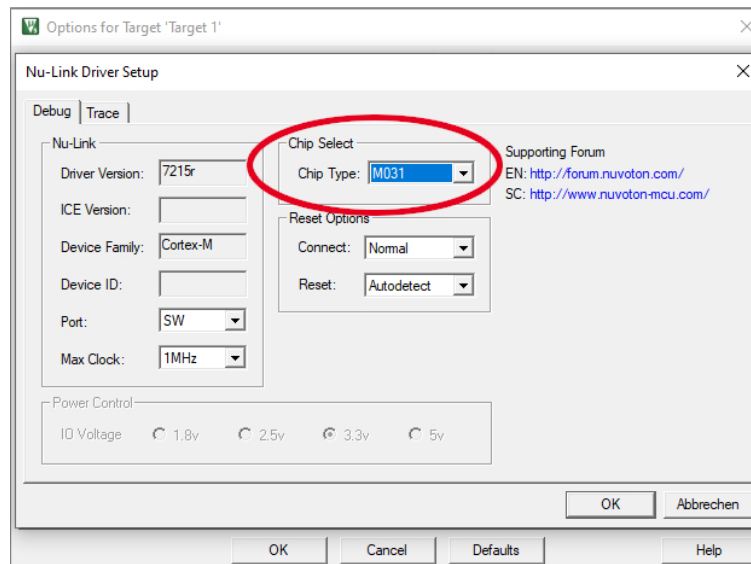 Options for Target 'Target 1'
Nu-Link Driver Setup
Debug Trace
Nu-Link
Driver Version: 7215r
ICE Version:
Device Family: Cortex-M
Device ID:
Port: SW
Max Clock: 1MHz
Chip Select
Chip Type: M031
Reset Options
Connect: Normal
Reset: Autodetect
Supporting Forum
EN: http://forum.nuvoton.com/
SC: http://www.nuvoton-mcu.com/
Power Control
IO Voltage 1.8v 2.5v 3.3v 5v
OK Abbrechen
OK Cancel Defaults Help